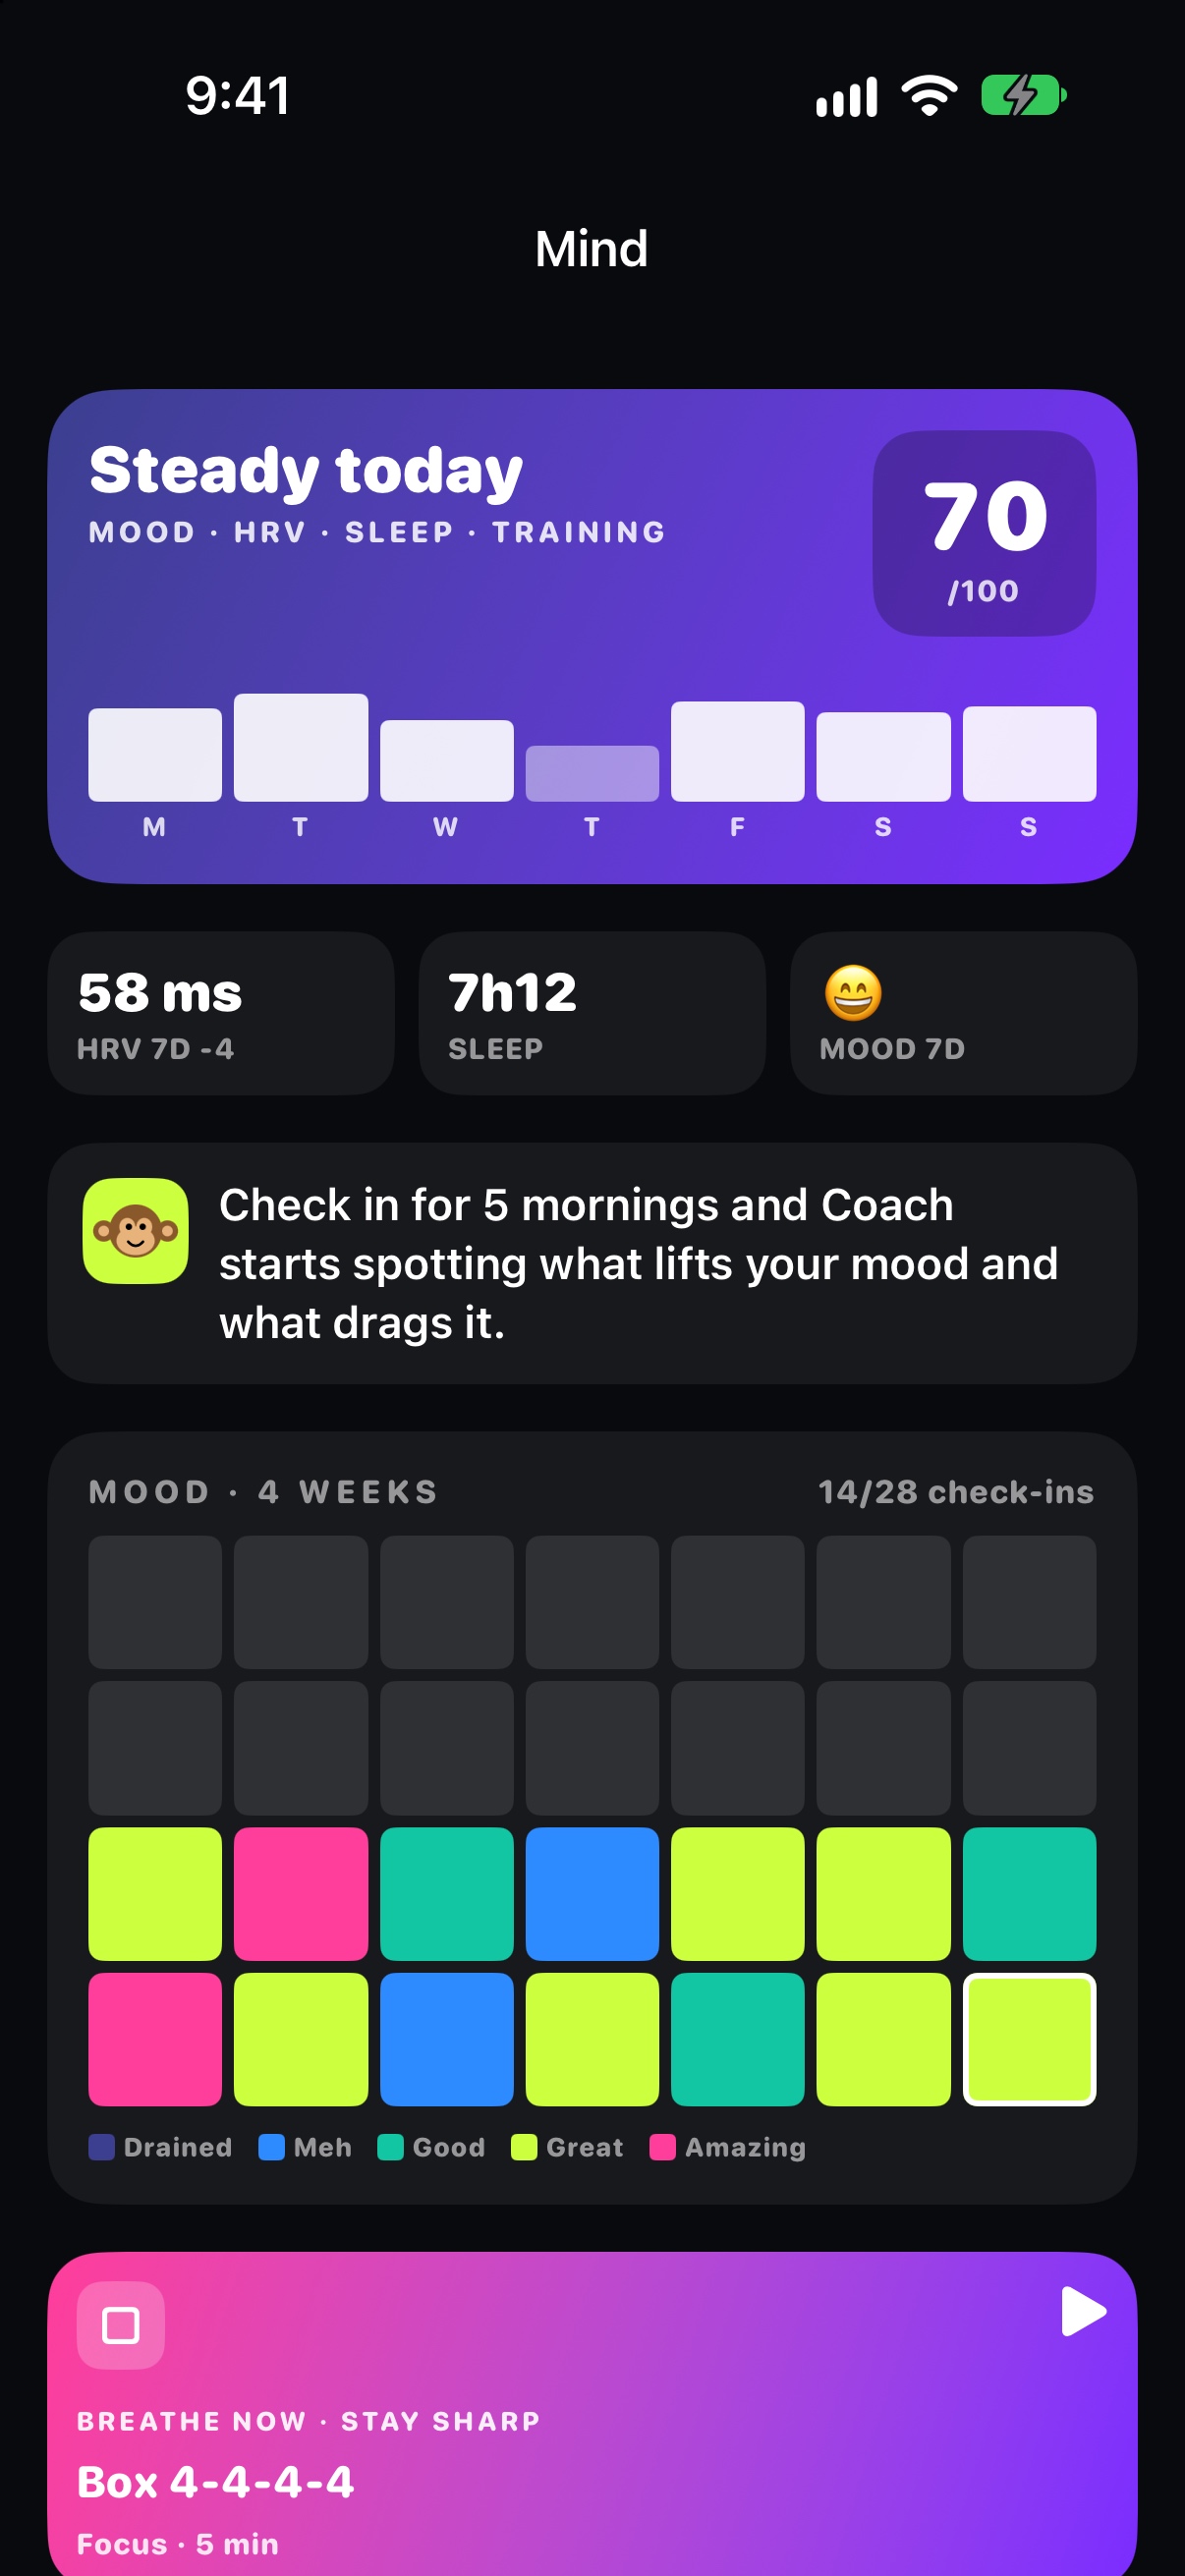 9:41
Mind
Steady today
MOOD · HRV · SLEEP · TRAINING
70
/100
M T W T F S S
58 ms
HRV 7D -4
7h12
SLEEP
MOOD 7D
Check in for 5 mornings and Coach
starts spotting what lifts your mood and
what drags it.
MOOD · 4 WEEKS
14/28 check-ins
Drained Meh Good Great Amazing
BREATHE NOW · STAY SHARP
Box 4-4-4-4
Focus · 5 min